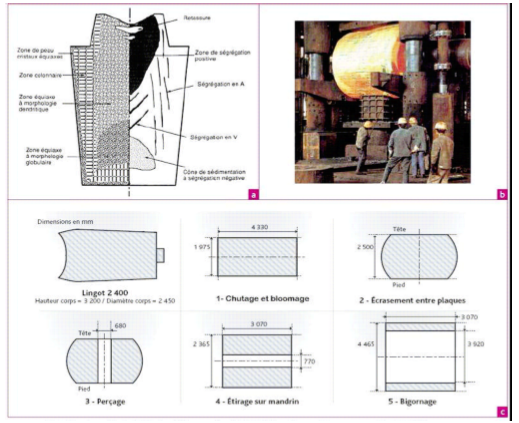 Retassure
Zone de peau
cristaux équiaxes
Zone de ségrégation
positive
Zone colonnaire
Ségrégation en A
Zone équiaxe
à morphologie
dendritique
Ségrégation en V
Zone équiaxe
à morphologie
globulaire
Cône de sédimentation
à ségrégation négative
a
b
Dimensions en mm
Lingot 2 400
Hauteur corps = 3 200 / Diamètre corps = 2 450
4 330
1 975
1- Chutage et bloomage
Tête
2 500
Pied
2 - Écrasement entre plaques
Tête
680
Pied
3 - Perçage
3 070
2 365
770
4 - Étirage sur mandrin
3 070
4 465
3 920
5 - Bigornage
c